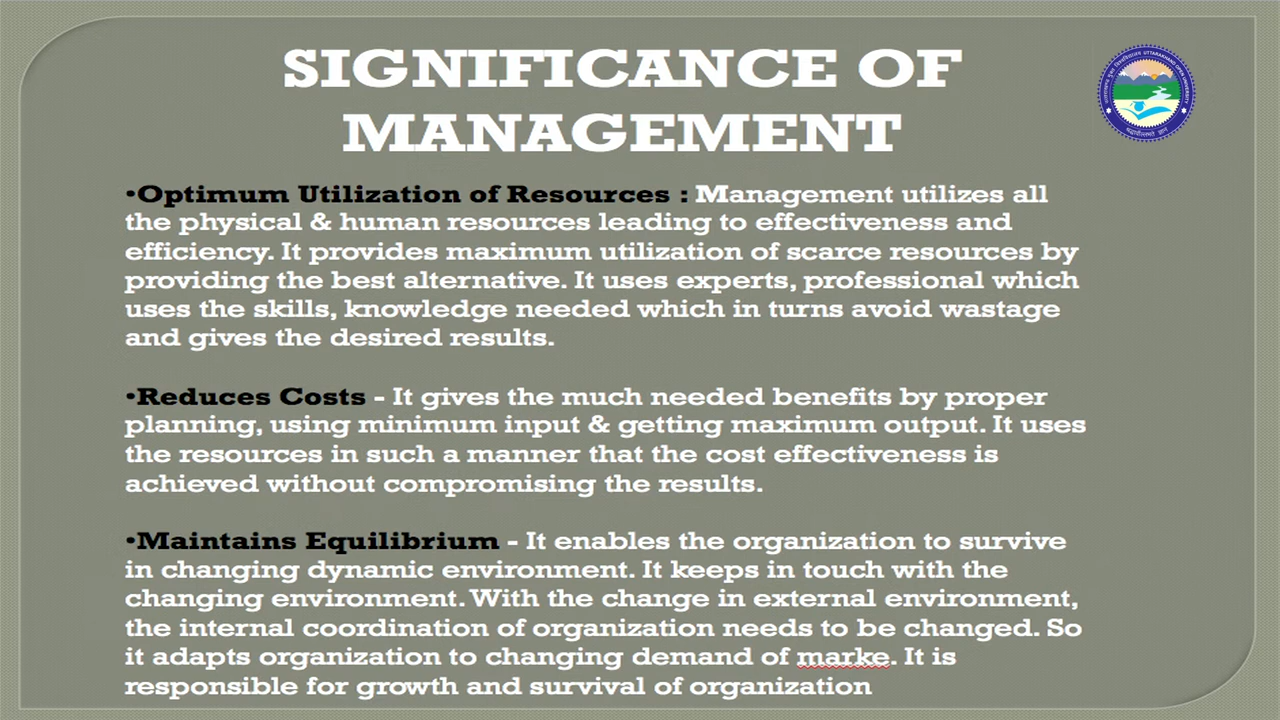 SIGNIFICANCE OF
MANAGEMENT
•Optimum Utilization of Resources : Management utilizes all
the physical & human resources leading to effectiveness and
efficiency. It provides maximum utilization of scarce resources by
providing the best alternative. It uses experts, professional which
uses the skills, knowledge needed which in turns avoid wastage
and gives the desired results.
•Reduces Costs - It gives the much needed benefits by proper
planning, using minimum input & getting maximum output. It uses
the resources in such a manner that the cost effectiveness is
achieved without compromising the results.
•Maintains Equilibrium - It enables the organization to survive
in changing dynamic environment. It keeps in touch with the
changing environment. With the change in external environment,
the internal coordination of organization needs to be changed. So
it adapts organization to changing demand of marke. It is
responsible for growth and survival of organization